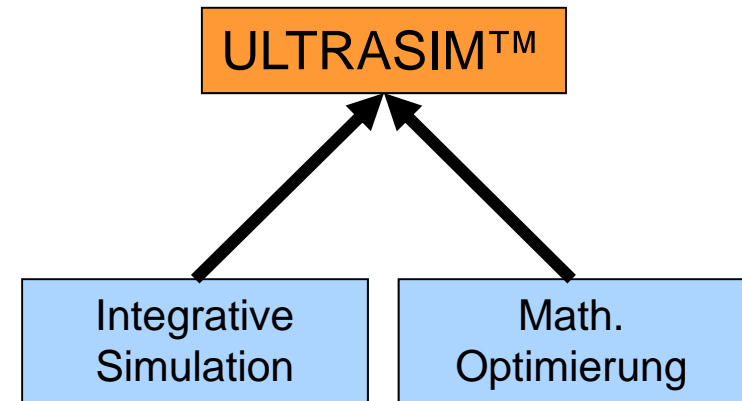 ULTRASIM™
Integrative
Simulation
Math.
Optimierung